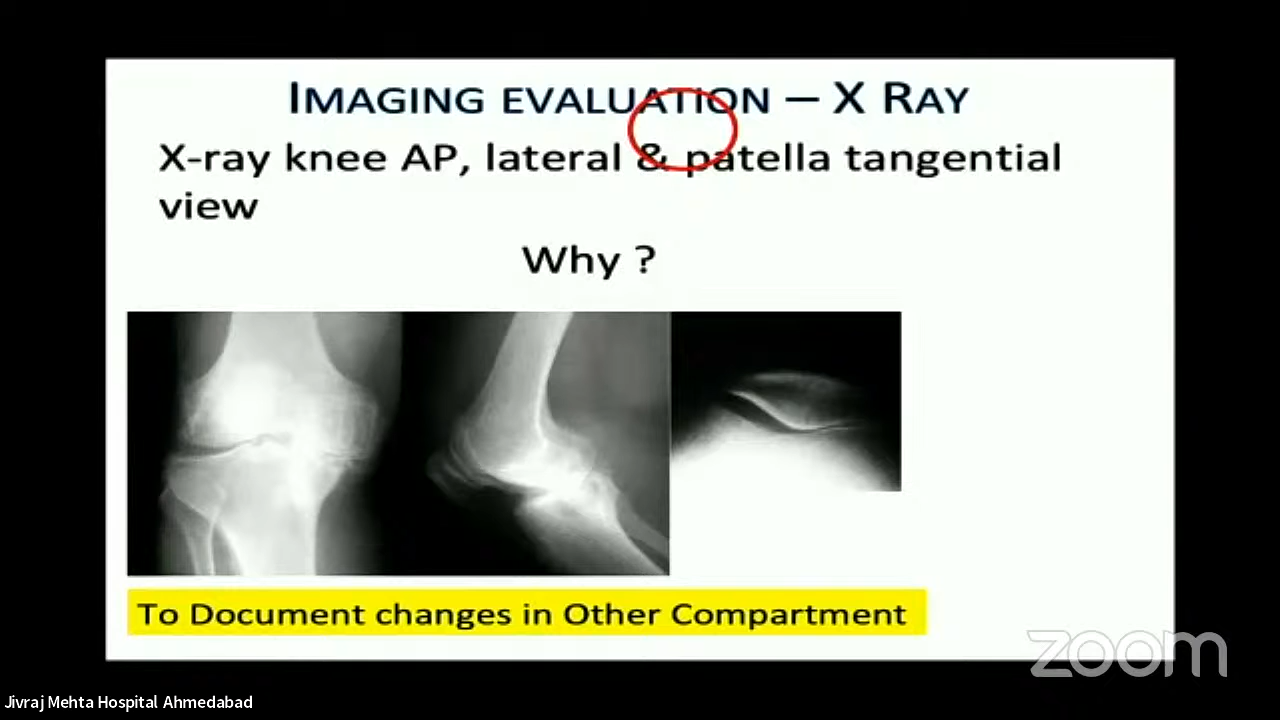 IMAGING EVALUATION – X RAY
X-ray knee AP, lateral & patella tangential
view
Why ?
To Document changes in Other Compartment
zoom
Jivraj Mehta Hospital Ahmedabad